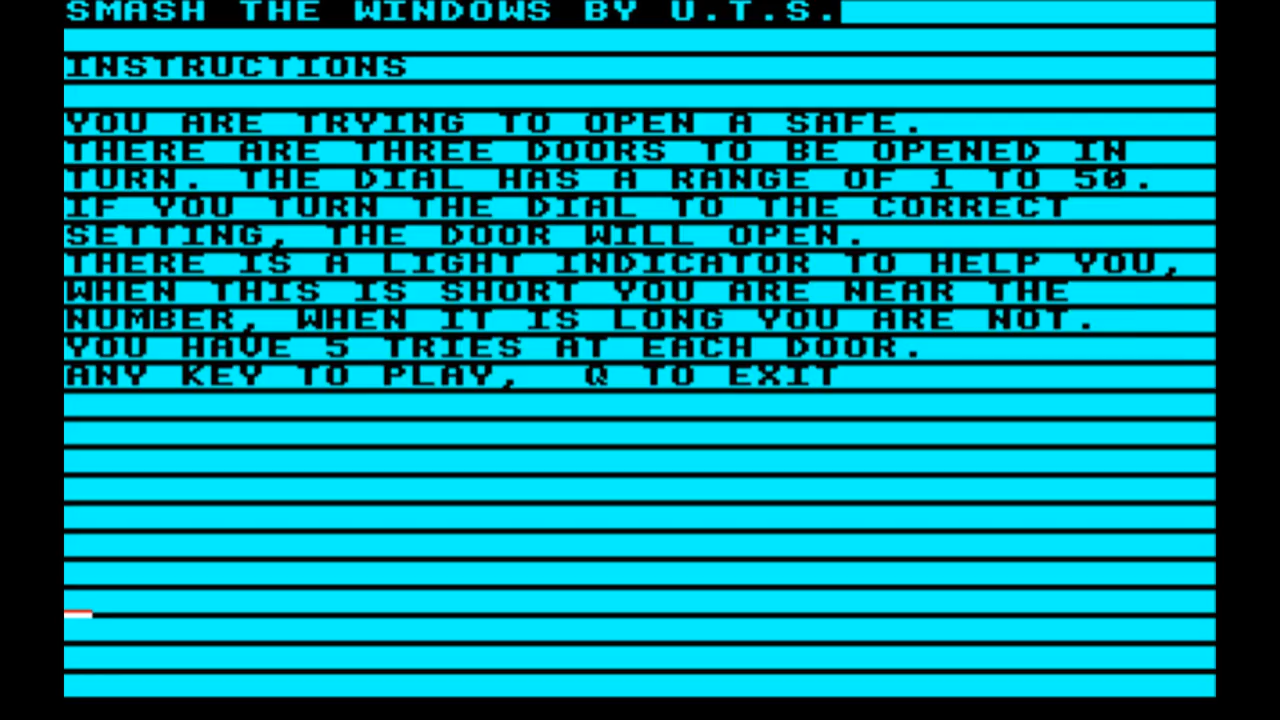 SMASH THE WINDOWS BY U.T.S.
INSTRUCTIONS
YOU ARE TRYING TO OPEN A SAFE.
THERE ARE THREE DOORS TO BE OPENED IN
TURN. THE DIAL HAS A RANGE OF 1 TO 50.
IF YOU TURN THE DIAL TO THE CORRECT
SETTING, THE DOOR WILL OPEN.
THERE IS A LIGHT INDICATOR TO HELP YOU,
WHEN THIS IS SHORT YOU ARE NEAR THE
NUMBER, WHEN IT IS LONG YOU ARE NOT.
YOU HAVE 5 TRIES AT EACH DOOR.
ANY KEY TO PLAY,  Q TO EXIT